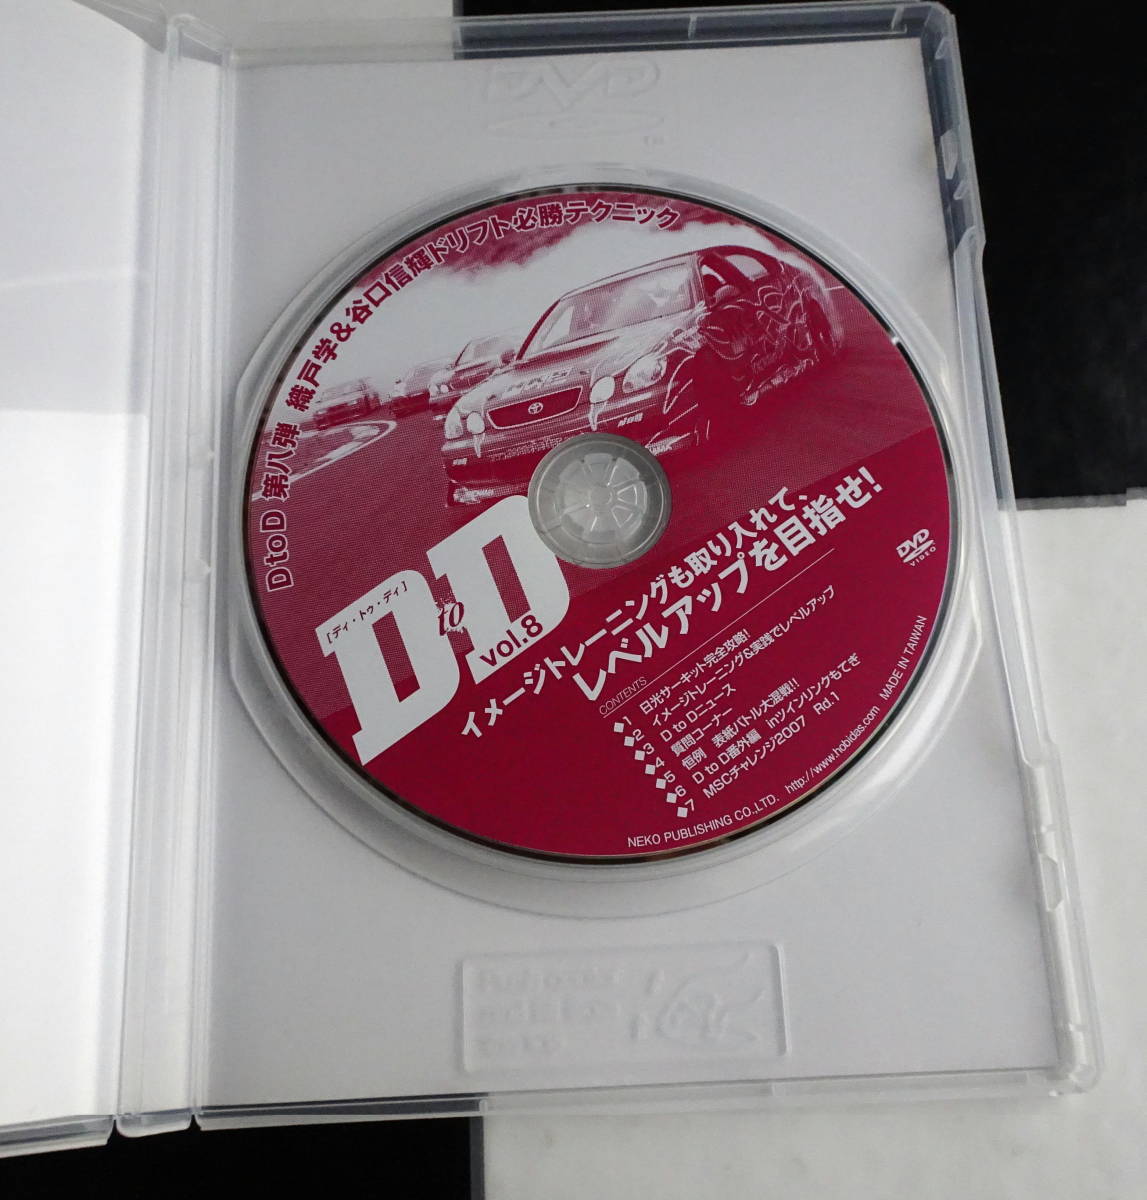 DVD
TM
DtoD 第八弾 織戸学&谷口信輝ドリフト必勝テクニック
HKS
[ディ・トゥ・ディ]
DtoD
vol.8
イメージトレーニングも取り入れて、
レベルアップを目指せ!
DVD
VIDEO
CONTENTS
◆1 日光サーキット完全攻略!
◆2 イメージトレーニング&実践でレベルアップ
◆3 D to Dニュース
◆4 質問コーナー
◆5 恒例 表紙バトル大混戦!!
◆6 D to D番外編 inツインリンクもてぎ
◆7 MSCチャレンジ2007 Rd.1
NEKO PUBLISHING CO.,LTD. http://www.hobidas.com MADE IN TAIWAN